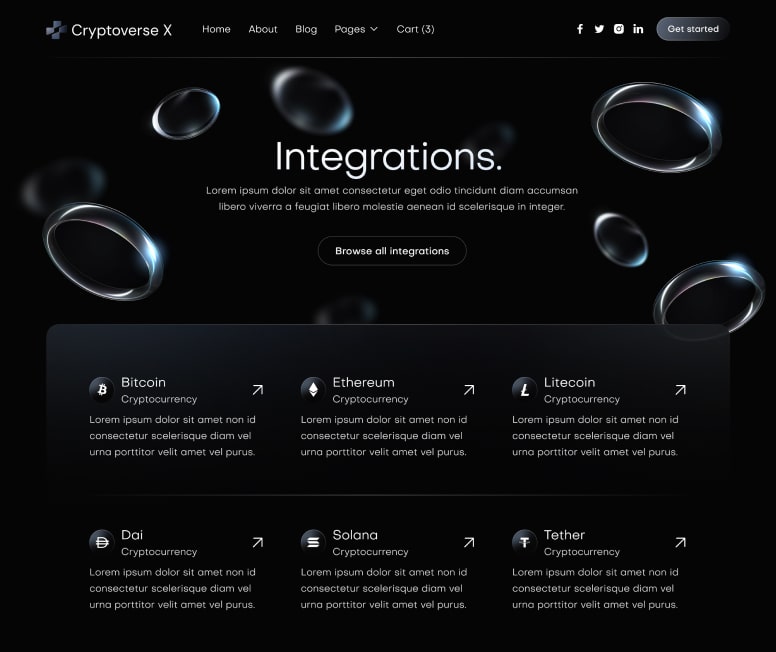 Cryptoverse X
Home
About
Blog
Pages
Cart (3)
Get started
Integrations.
Lorem ipsum dolor sit amet consectetur eget odio tincidunt diam accumsan
libero viverra a feugiat libero molestie aenean id scelerisque in integer.
Browse all integrations
Bitcoin
Cryptocurrency
Lorem ipsum dolor sit amet non id
consectetur scelerisque diam vel
urna porttitor velit amet vel purus.
Ethereum
Cryptocurrency
Lorem ipsum dolor sit amet non id
consectetur scelerisque diam vel
urna porttitor velit amet vel purus.
Litecoin
Cryptocurrency
Lorem ipsum dolor sit amet non id
consectetur scelerisque diam vel
urna porttitor velit amet vel purus.
Dai
Cryptocurrency
Lorem ipsum dolor sit amet non id
consectetur scelerisque diam vel
urna porttitor velit amet vel purus.
Solana
Cryptocurrency
Lorem ipsum dolor sit amet non id
consectetur scelerisque diam vel
urna porttitor velit amet vel purus.
Tether
Cryptocurrency
Lorem ipsum dolor sit amet non id
consectetur scelerisque diam vel
urna porttitor velit amet vel purus.